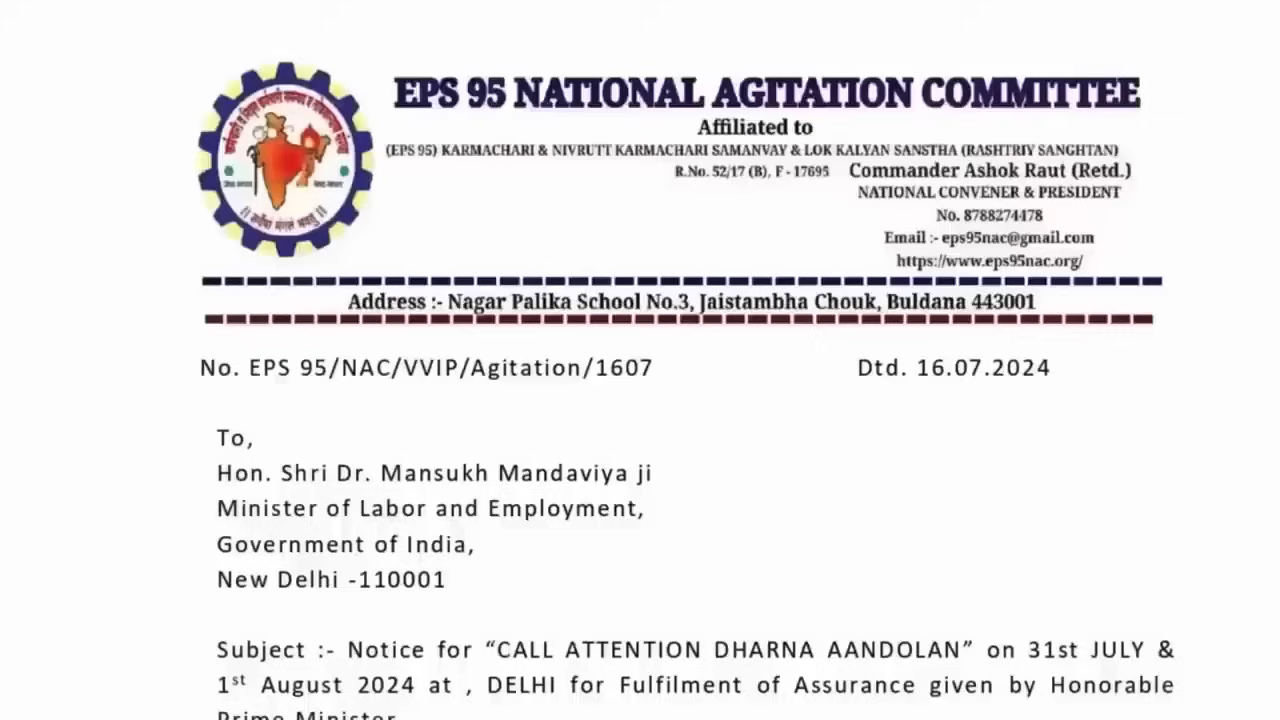 EPS 95 NATIONAL AGITATION COMMITTEE
Affiliated to
(EPS 95) KARMACHARI & NIVRUTT KARMACHARI SAMANVAY & LOK KALYAN SANSTHA (RASHTRIY SANGHTAN)
R.No. 52/17 (B), F - 17695 Commander Ashok Raut (Retd.)
NATIONAL CONVENER & PRESIDENT
No. 8788274178
Email :- eps95nac@gmail.com
https://www.eps95nac.org/
Address :- Nagar Palika School No.3, Jaistambha Chouk, Buldana 443001
No. EPS 95/NAC/VVIP/Agitation/1607 Dtd. 16.07.2024
To,
Hon. Shri Dr. Mansukh Mandaviya ji
Minister of Labor and Employment,
Government of India,
New Delhi -110001
Subject :- Notice for “CALL ATTENTION DHARNA AANDOLAN” on 31st JULY &
1st August 2024 at , DELHI for Fulfilment of Assurance given by Honorable
Prime Minister